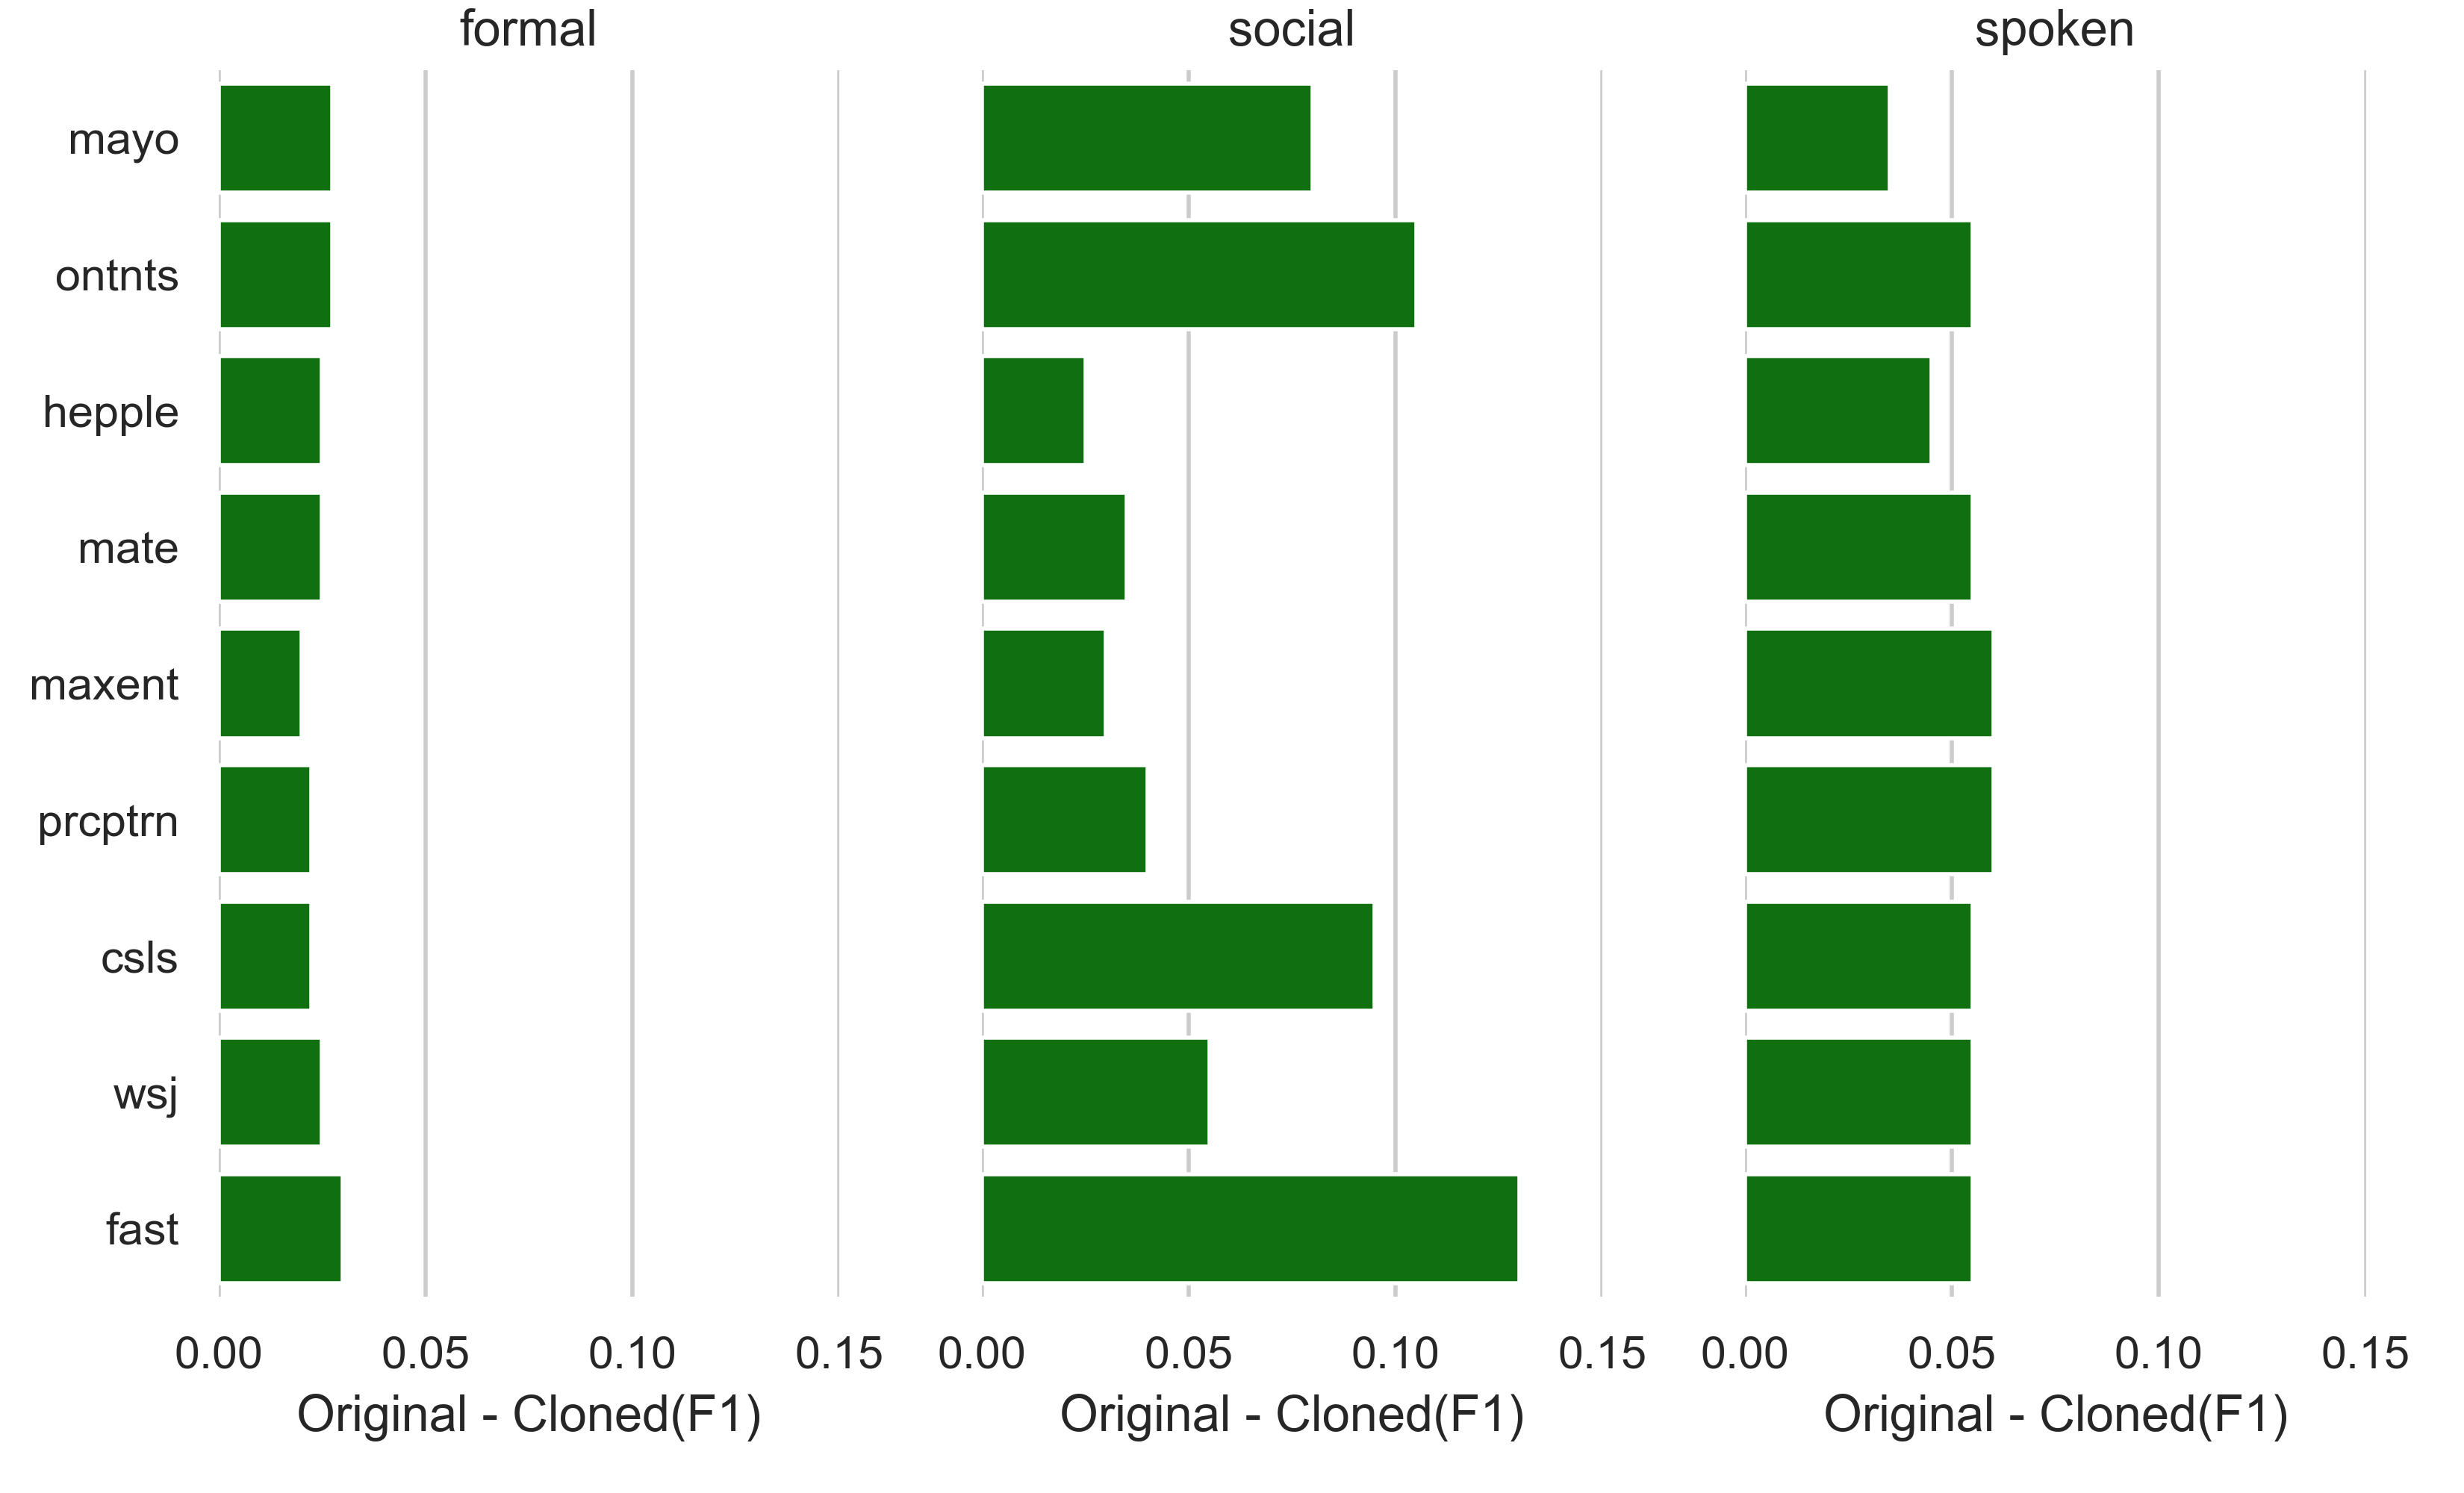 formal social spoken
mayo
ontnts
hepple
mate
maxent
prcptrn
csls
wsj
fast
0.00 0.05 0.10 0.15 0.00 0.05 0.10 0.15 0.00 0.05 0.10 0.15
Original - Cloned(F1) Original - Cloned(F1) Original - Cloned(F1)